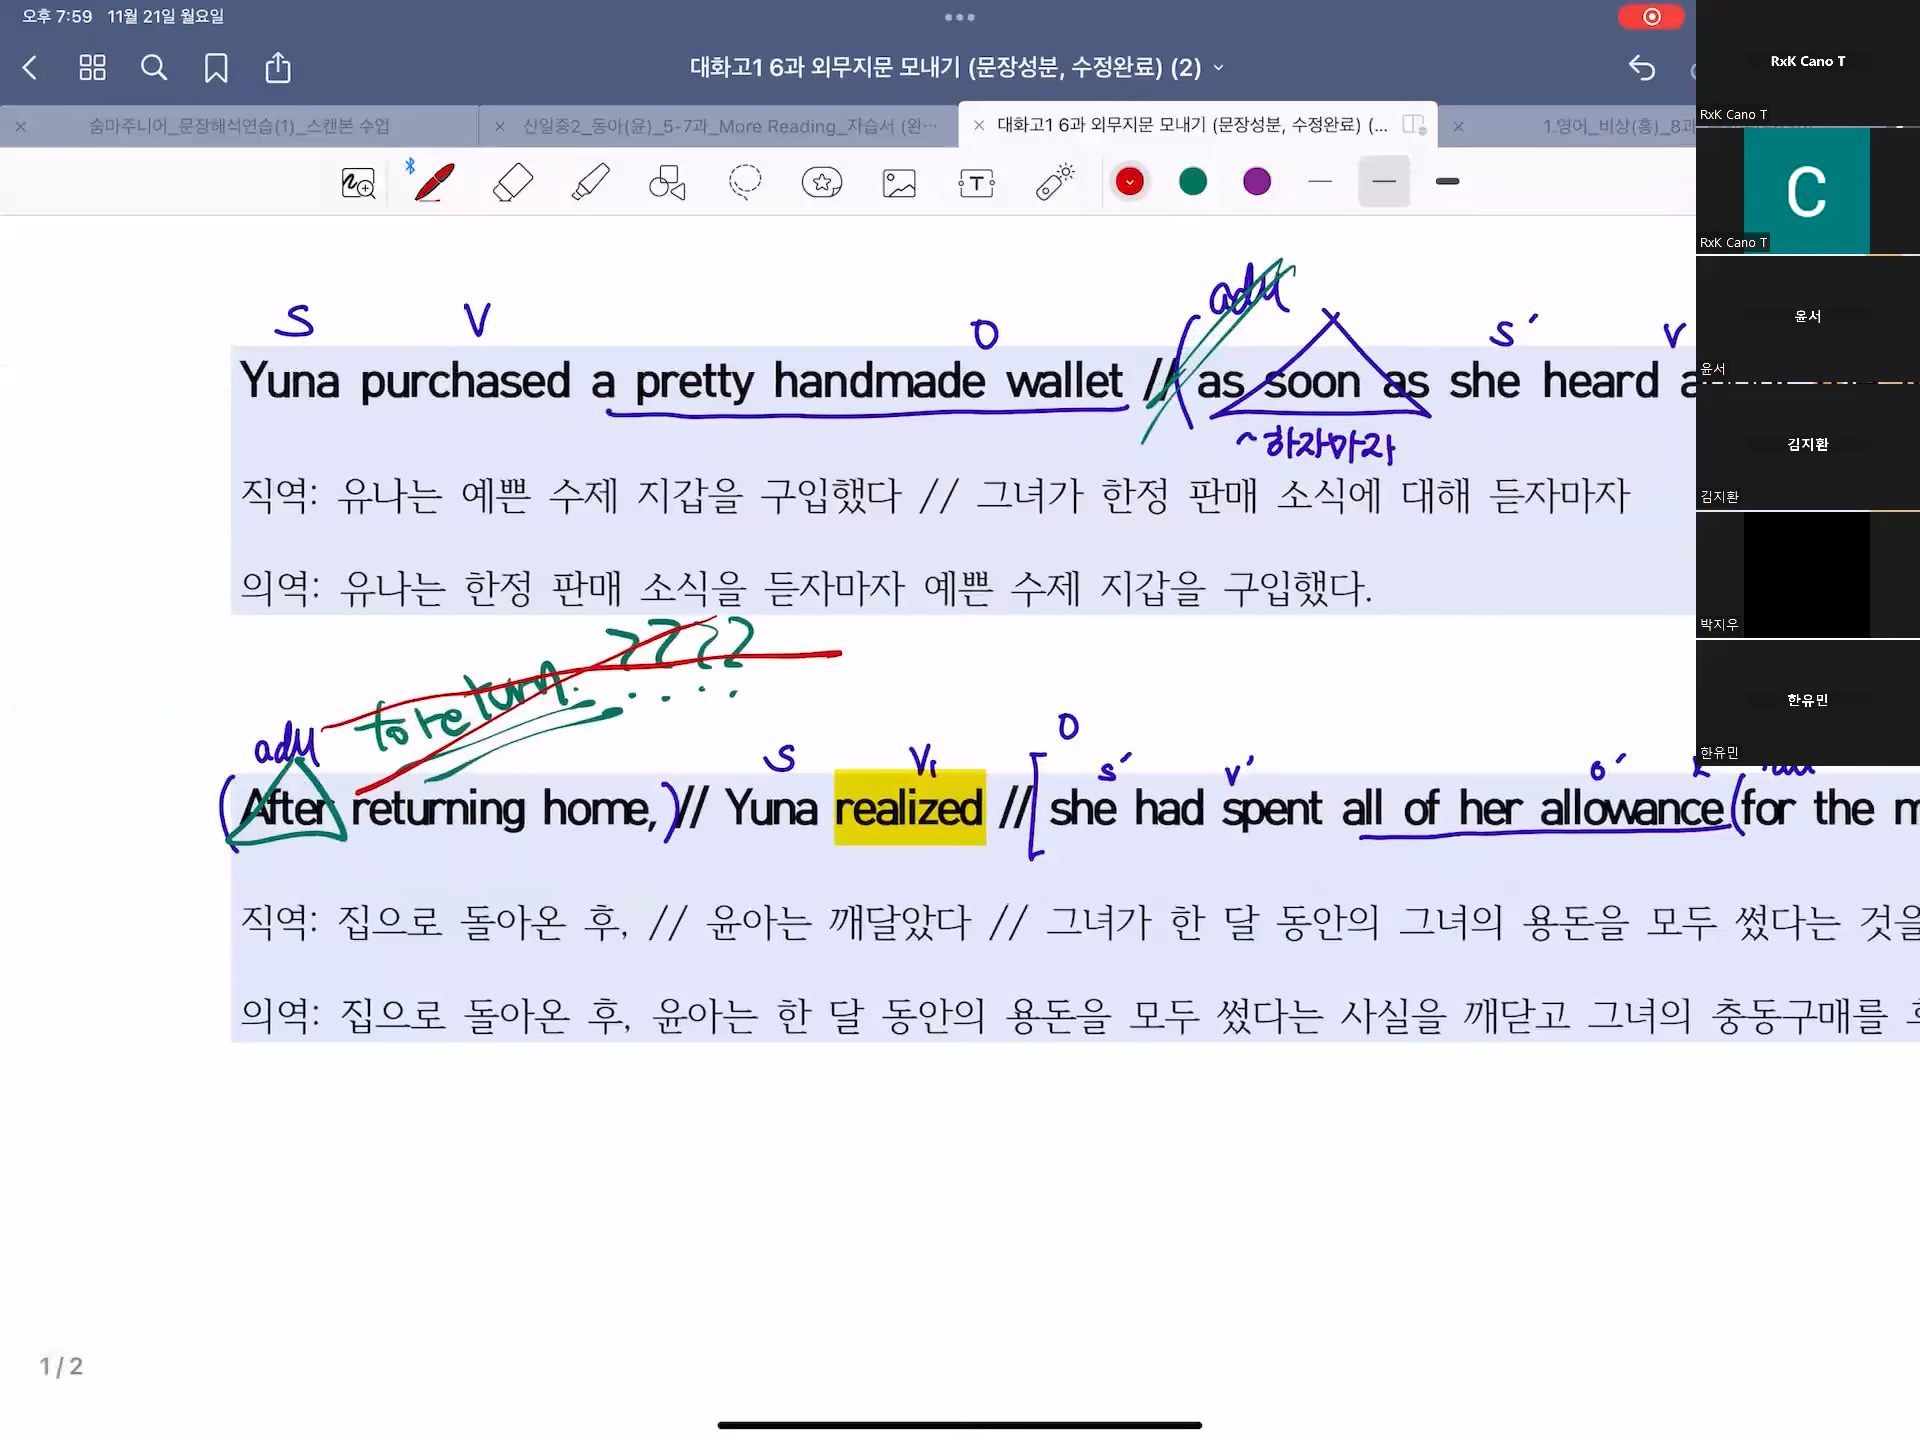 오후 7:59 11월 21일 월요일
대화고1 6과 외무지문 모내기 (문장성분, 수정완료) (2)
숨마주니어_문장해석연습(1)_스캔본 수업
신일중2_동아(윤)_5-7과_More Reading_자습서 (완…
대화고1 6과 외무지문 모내기 (문장성분, 수정완료) (...
1.영어_비상(홍)_8과
RxK Cano T
RxK Cano T
C
RxK Cano T
윤서
윤서
김지환
김지환
박지우
한유민
한유민
S V O adv s′ v
Yuna purchased a pretty handmade wallet // ( as soon as she heard a
~하자마자
직역: 유나는 예쁜 수제 지갑을 구입했다 // 그녀가 한정 판매 소식에 대해 듣자마자
의역: 유나는 한정 판매 소식을 듣자마자 예쁜 수제 지갑을 구입했다.
to return. ????
adv S V₁ O s′ v′ o′
(After returning home,) // Yuna realized // [ she had spent all of her allowance (for the m
직역: 집으로 돌아온 후, // 윤아는 깨달았다 // 그녀가 한 달 동안의 그녀의 용돈을 모두 썼다는 것을
의역: 집으로 돌아온 후, 윤아는 한 달 동안의 용돈을 모두 썼다는 사실을 깨닫고 그녀의 충동구매를
1 / 2